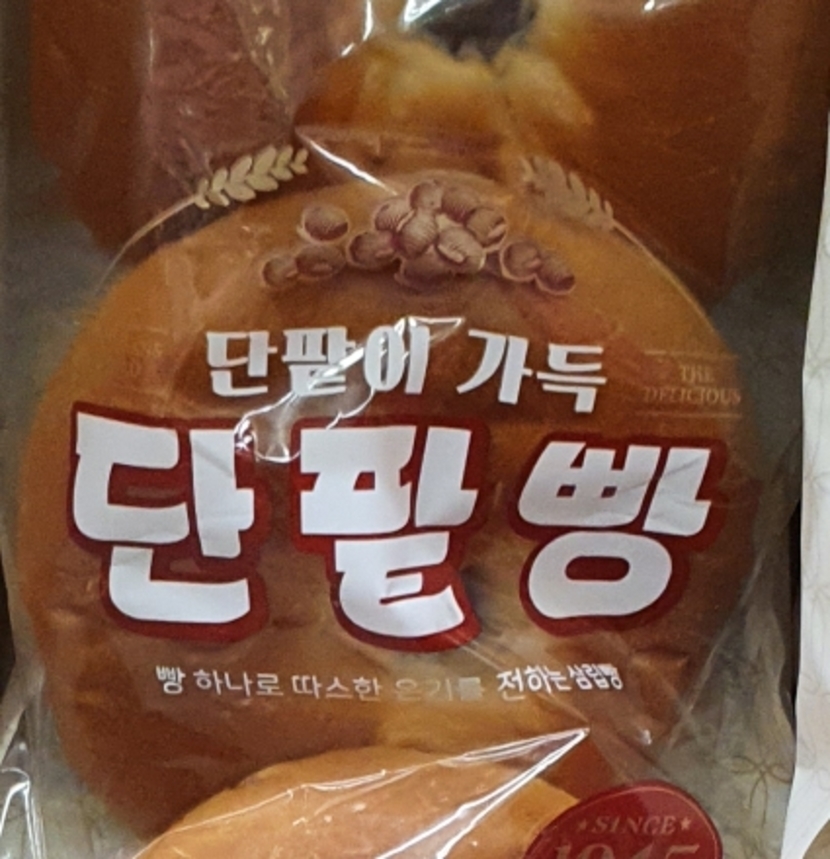 단팥이 가득
THE
DELICIOUS
단팥빵
빵 하나로 따스한 온기를 전하는 삼립빵
★SINCE★
1945